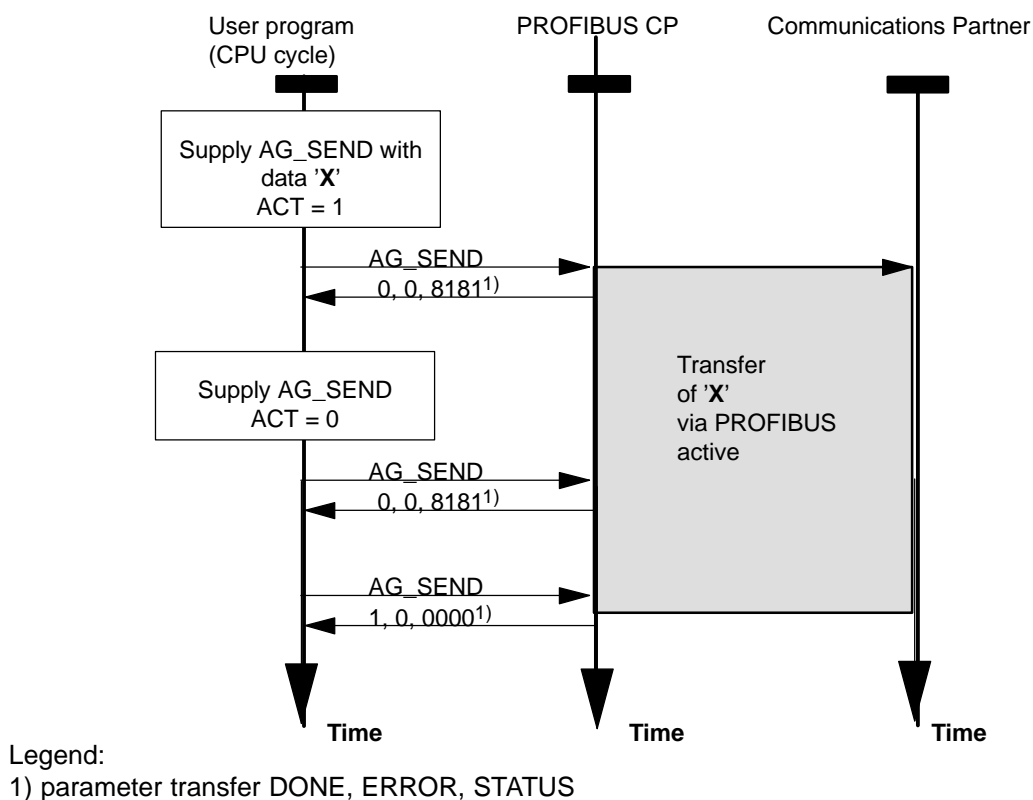 User program
(CPU cycle)
PROFIBUS CP
Communications Partner
Supply AG_SEND with
data ’X’
ACT = 1
AG_SEND
0, 0, 8181¹⁾
Transfer
of ’X’
via PROFIBUS
active
Supply AG_SEND
ACT = 0
AG_SEND
0, 0, 8181¹⁾
AG_SEND
1, 0, 0000¹⁾
Time
Time
Time
Legend:
1) parameter transfer DONE, ERROR, STATUS